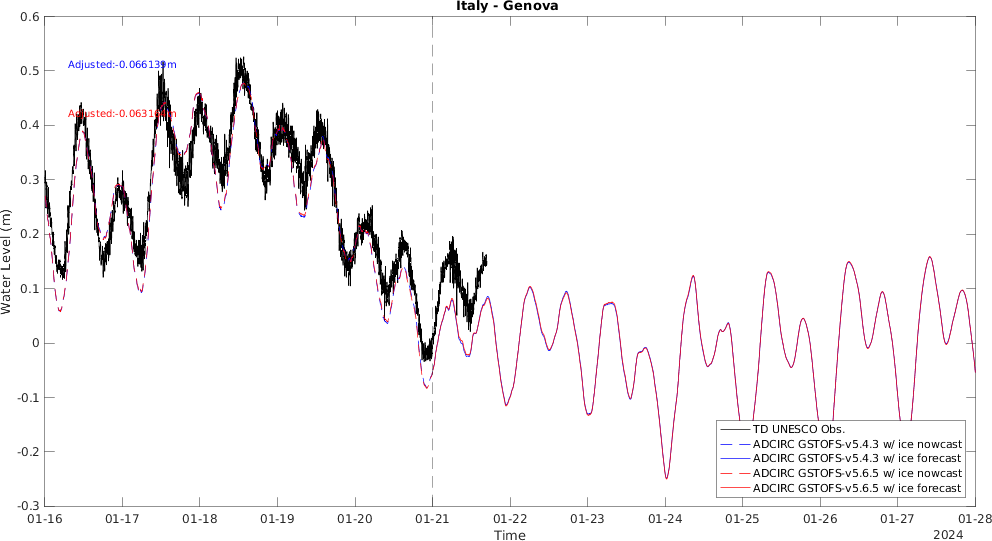 Italy - Genova
0.6
0.5
0.4
0.3
0.2
0.1
0
-0.1
-0.2
-0.3
Water Level (m)
Adjusted:-0.066139m
TD UNESCO Obs.
ADCIRC GSTOFS-v5.4.3 w/ ice nowcast
ADCIRC GSTOFS-v5.4.3 w/ ice forecast
ADCIRC GSTOFS-v5.6.5 w/ ice nowcast
ADCIRC GSTOFS-v5.6.5 w/ ice forecast
01-16 01-17 01-18 01-19 01-20 01-21 01-22 01-23 01-24 01-25 01-26 01-27 01-28
Time
2024